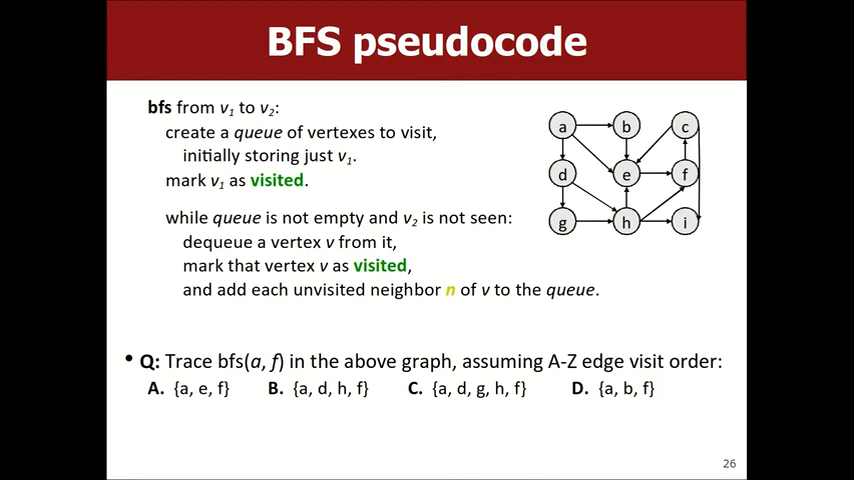 BFS pseudocode
bfs from v1 to v2:
create a queue of vertexes to visit,
initially storing just v1.
mark v1 as visited.
while queue is not empty and v2 is not seen:
dequeue a vertex v from it,
mark that vertex v as visited,
and add each unvisited neighbor n of v to the queue.
a b c
d e f
g h i
• Q: Trace bfs(a, f) in the above graph, assuming A-Z edge visit order:
A. {a, e, f} B. {a, d, h, f} C. {a, d, g, h, f} D. {a, b, f}
26